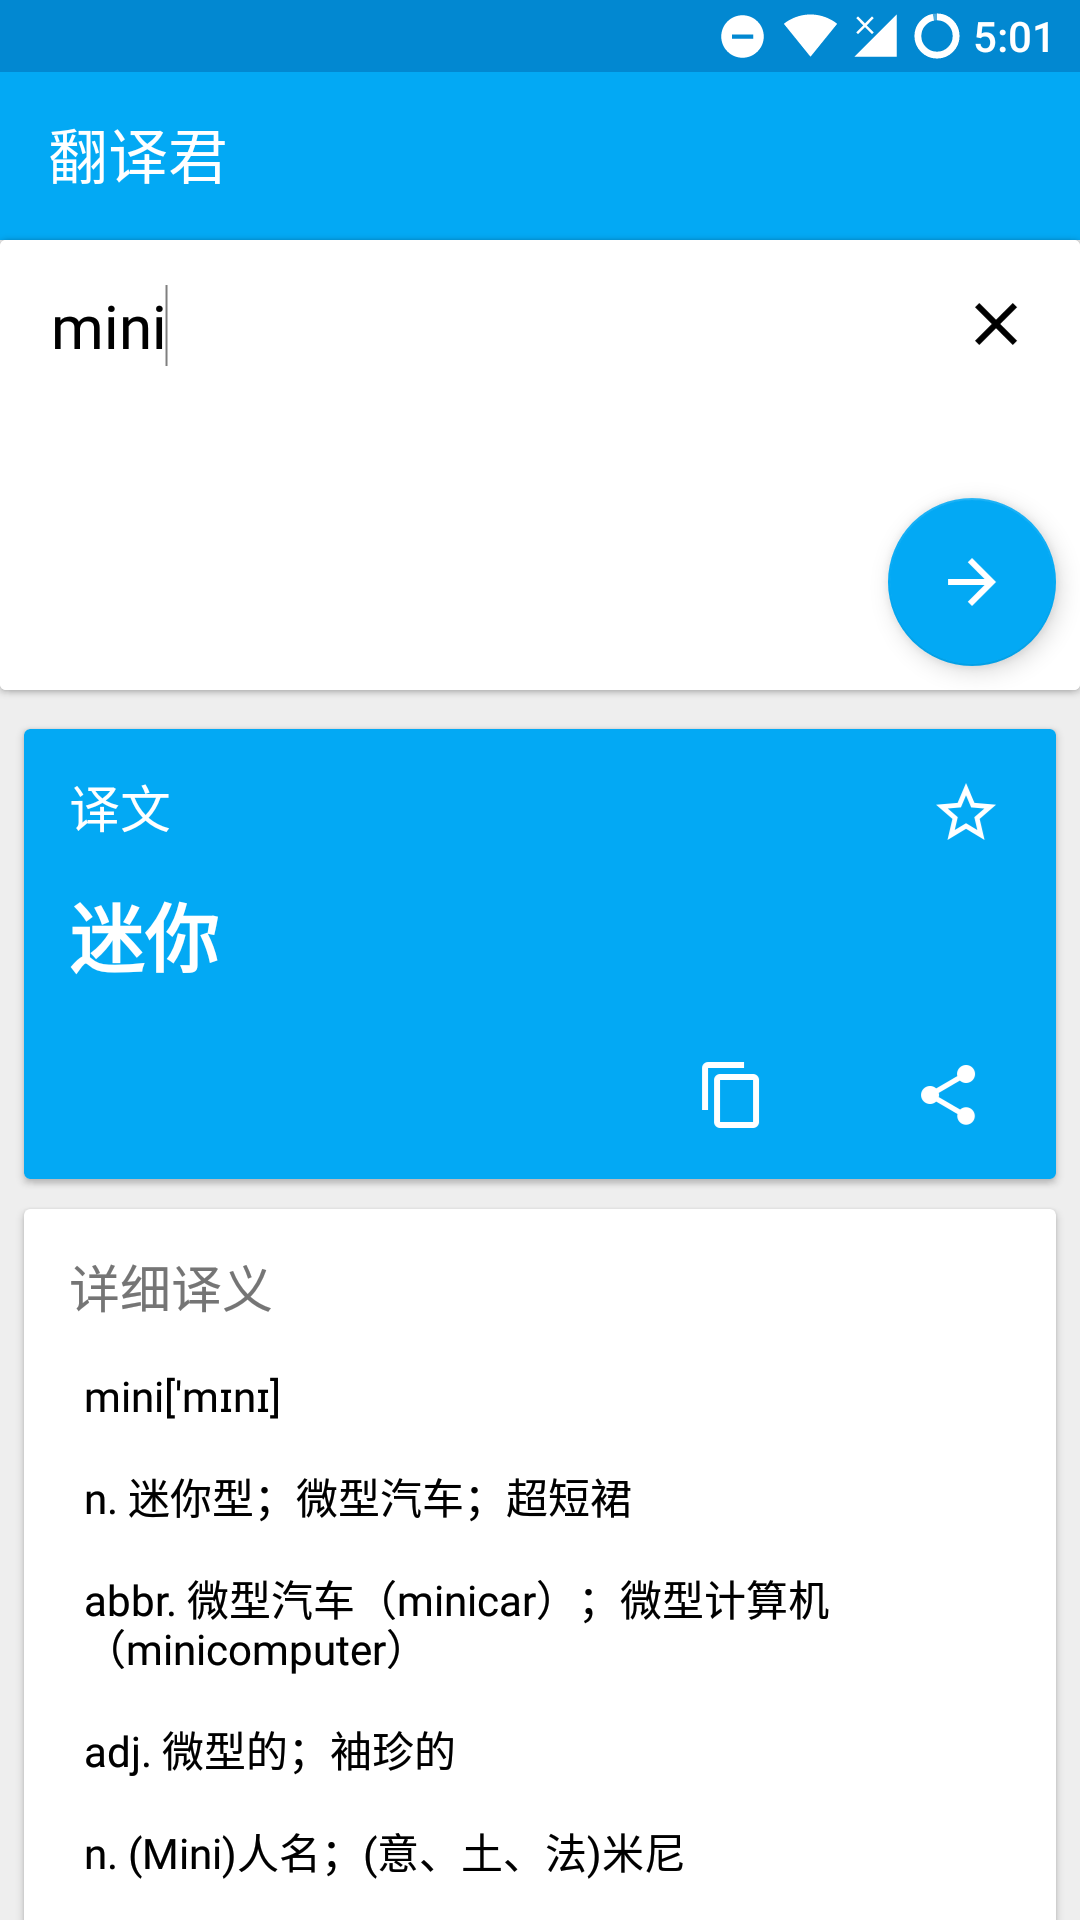 5:01
翻译君
mini
译文
迷你
详细译义
mini['mɪnɪ]
n. 迷你型；微型汽车；超短裙
abbr. 微型汽车（minicar）；微型计算机
（minicomputer）
adj. 微型的；袖珍的
n. (Mini)人名；(意、土、法)米尼